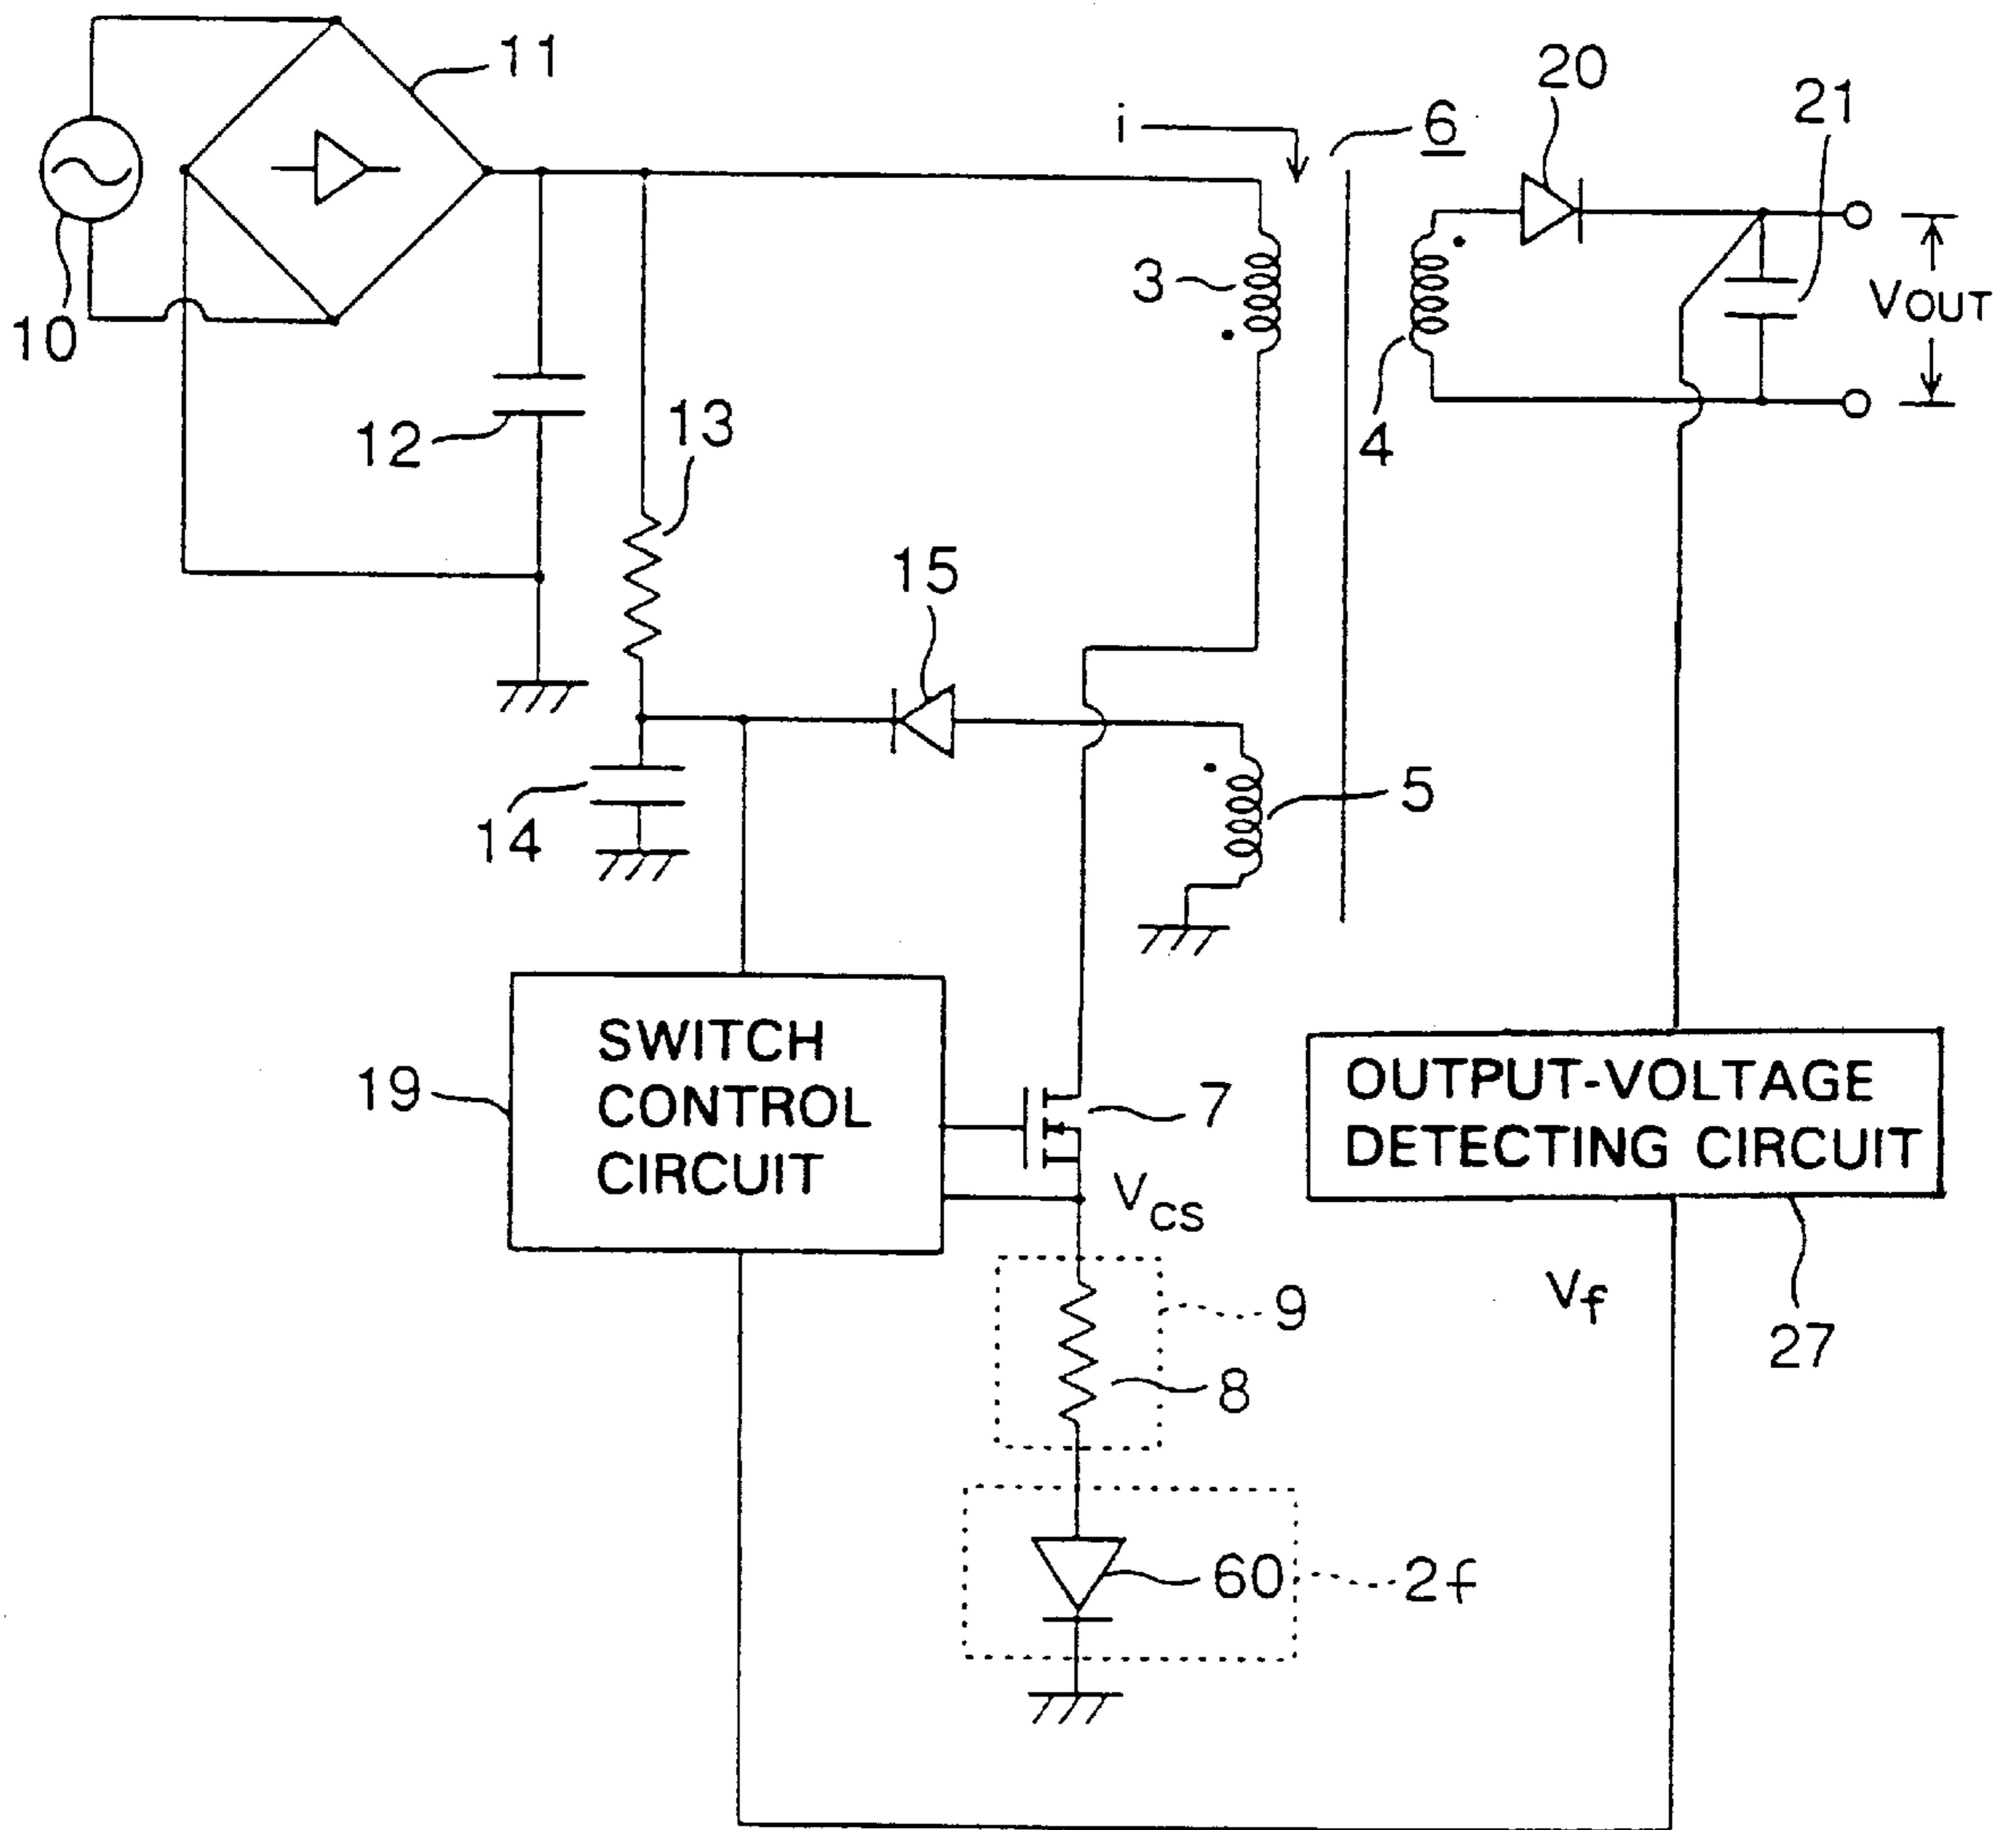 11
20
i
6
21
10
3
VOUT
12
13
4
15
14
5
SWITCH
CONTROL
CIRCUIT
19
7
OUTPUT-VOLTAGE
DETECTING CIRCUIT
VCS
9
Vf
27
8
60
2f